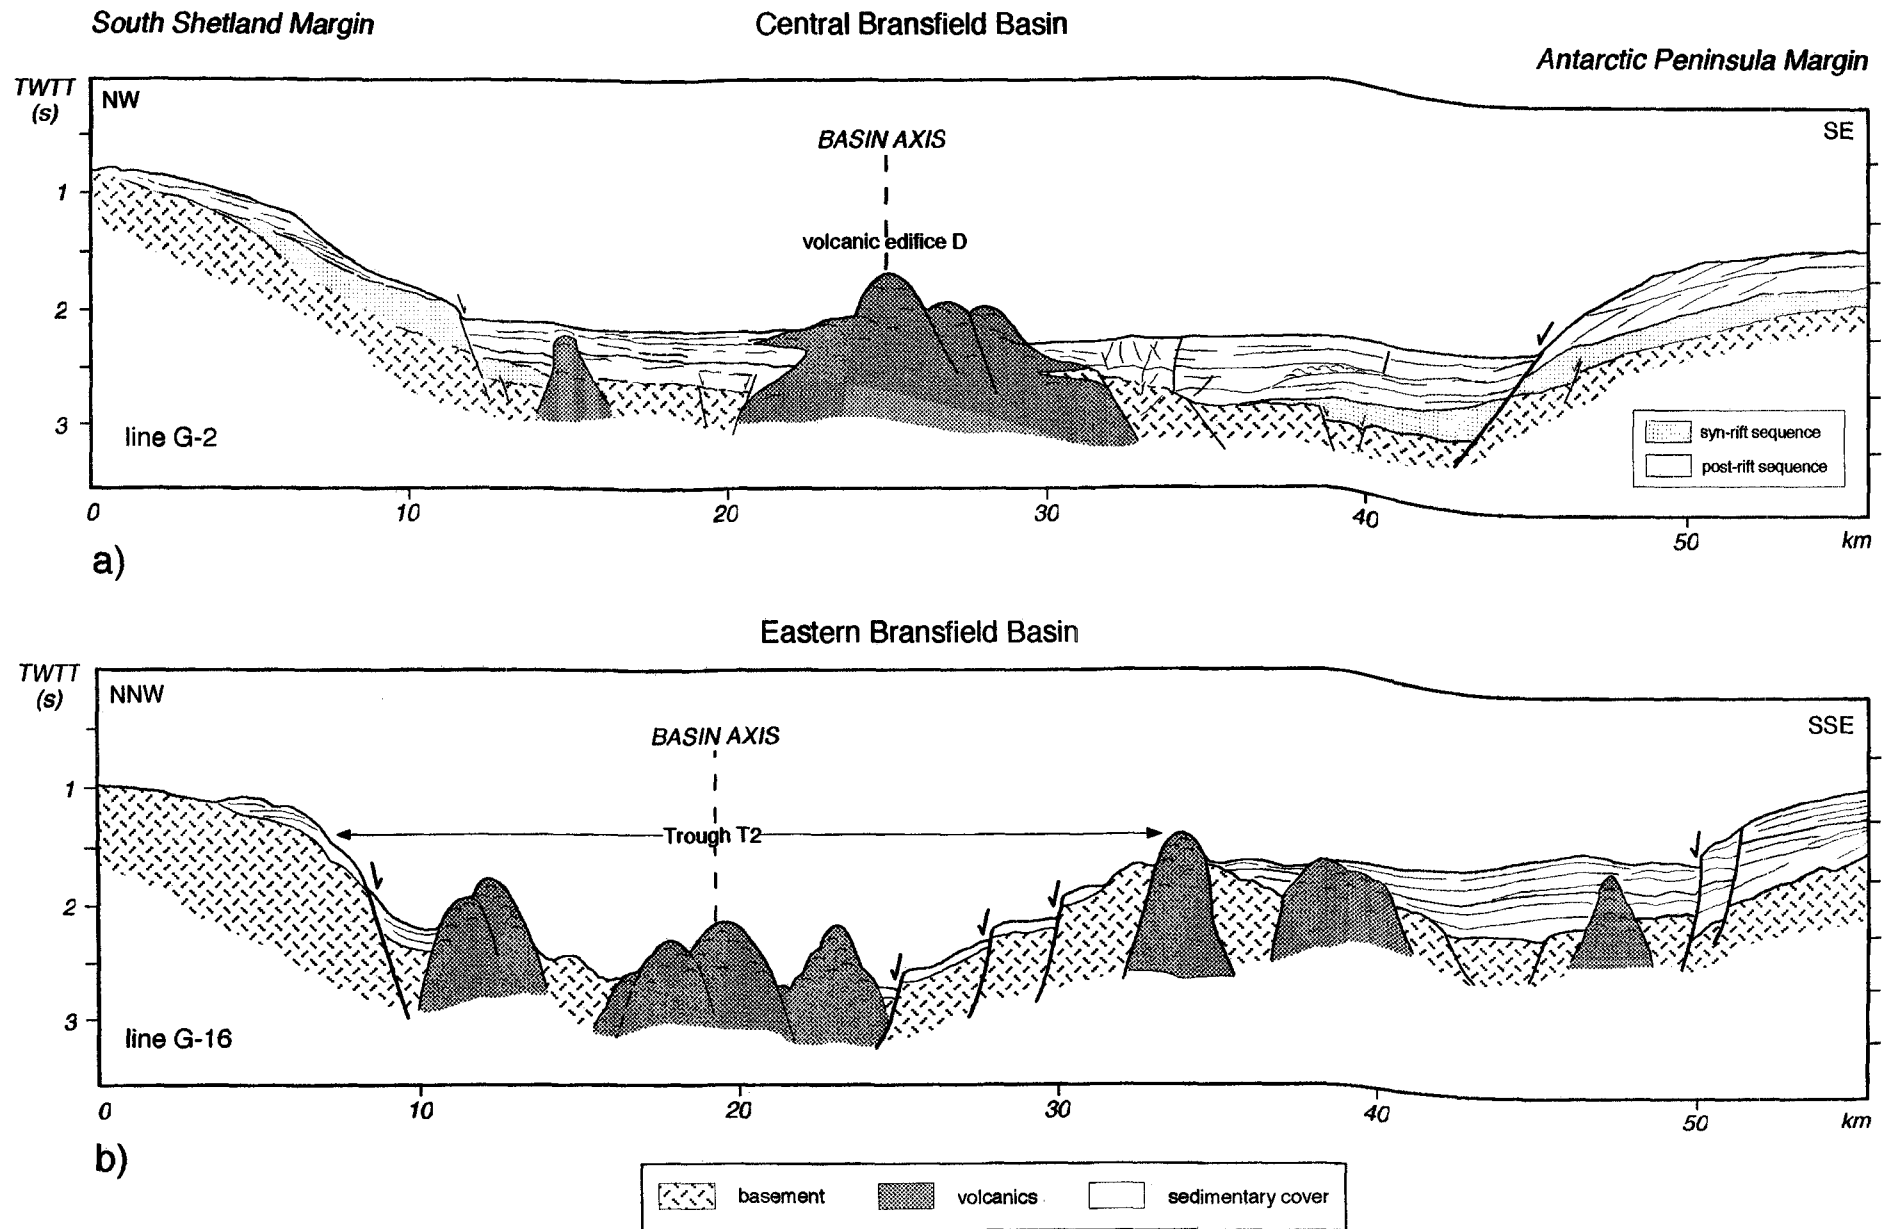 South Shetland Margin
Central Bransfield Basin
Antarctic Peninsula Margin
TWTT
(s)
NW
SE
BASIN AXIS
volcanic edifice D
1
2
3
line G-2
syn-rift sequence
post-rift sequence
0 10 20 30 40 50 km
a)
Eastern Bransfield Basin
TWTT
(s)
NNW
SSE
BASIN AXIS
1
Trough T2
2
3
line G-16
0 10 20 30 40 50 km
b)
basement volcanics sedimentary cover